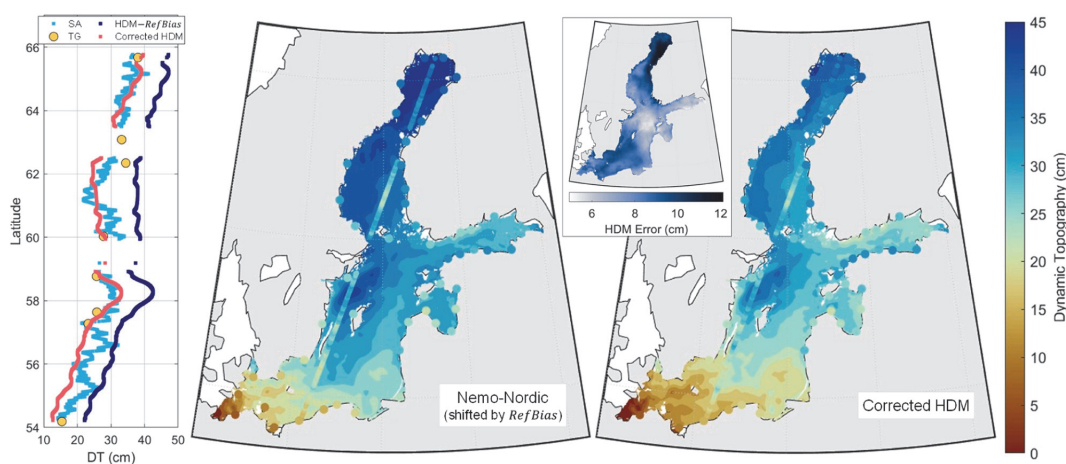 SA HDM−RefBias
TG Corrected HDM
66
64
62
60
58
56
54
Latitude
10 20 30 40 50
DT (cm)
Nemo-Nordic
(shifted by RefBias)
6 8 10 12
HDM Error (cm)
Corrected HDM
45
40
35
30
25
20
15
10
5
0
Dynamic Topography (cm)